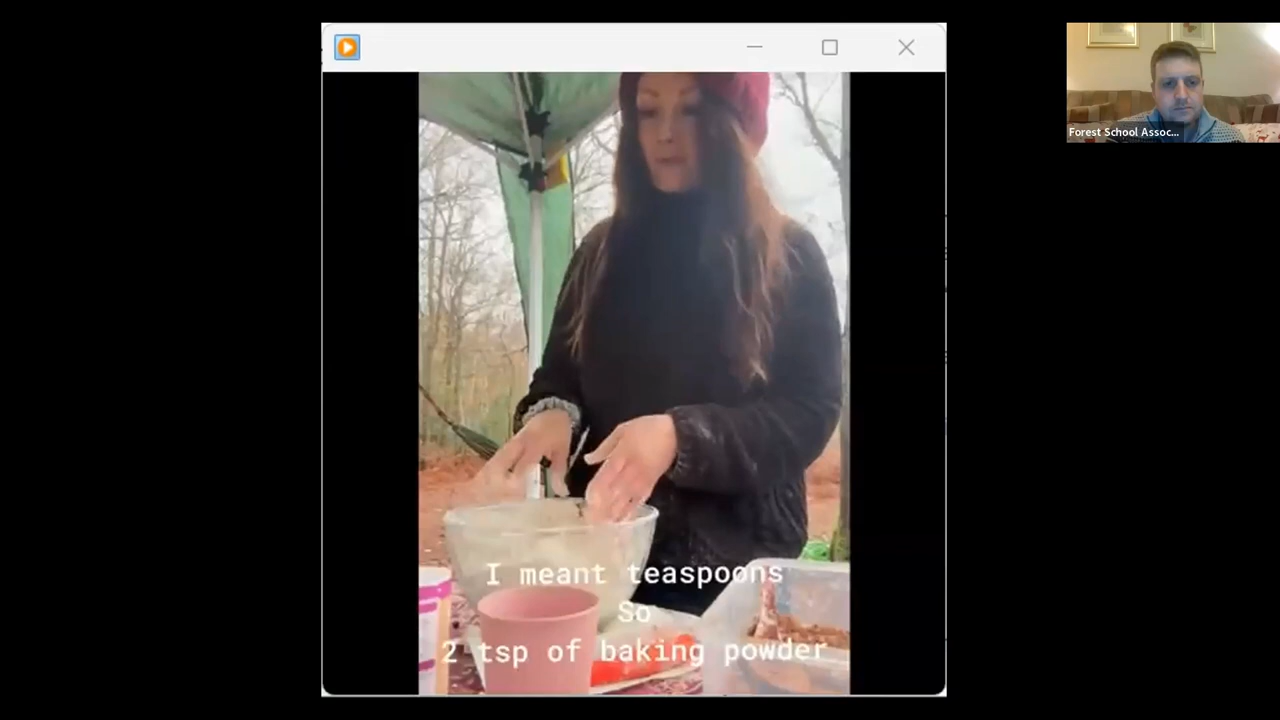 Forest School Assoc...
I meant teaspoons
So
2 tsp of baking powder